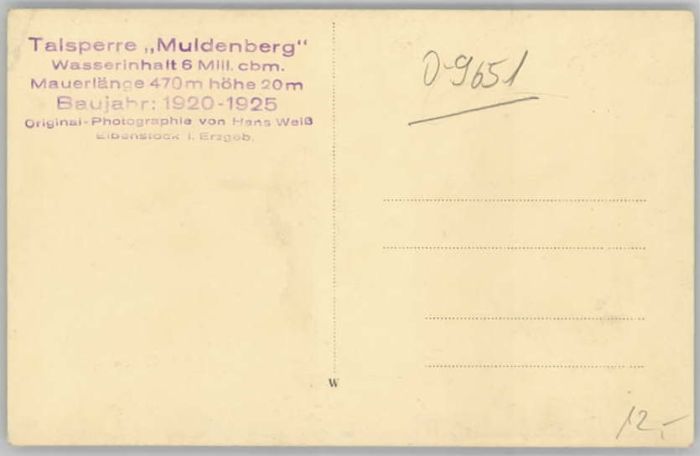 Talsperre „Muldenberg"
Wasserinhalt 6 Mill. cbm.
Mauerlänge 470m höhe 20m
Baujahr: 1920-1925
Original-Photographie von Hans Weiß
Eibenstock i. Erzgeb.
O-9651
W
12,-